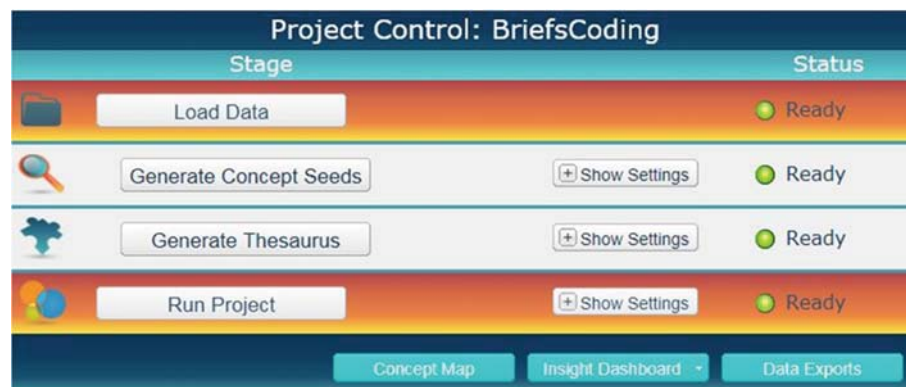 Project Control: BriefsCoding
Stage Status
Load Data Ready
Generate Concept Seeds + Show Settings Ready
Generate Thesaurus + Show Settings Ready
Run Project + Show Settings Ready
Concept Map Insight Dashboard Data Exports